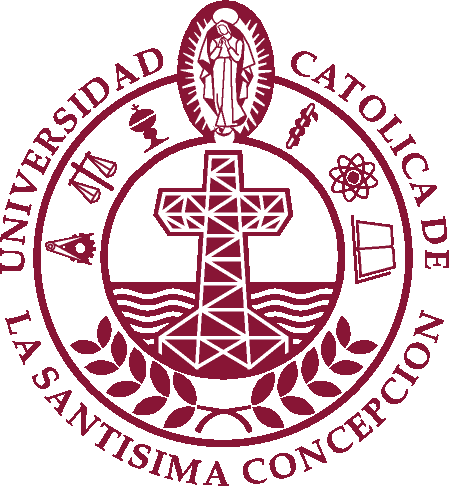 UNIVERSIDAD CATOLICA DE
LA SANTISIMA CONCEPCION